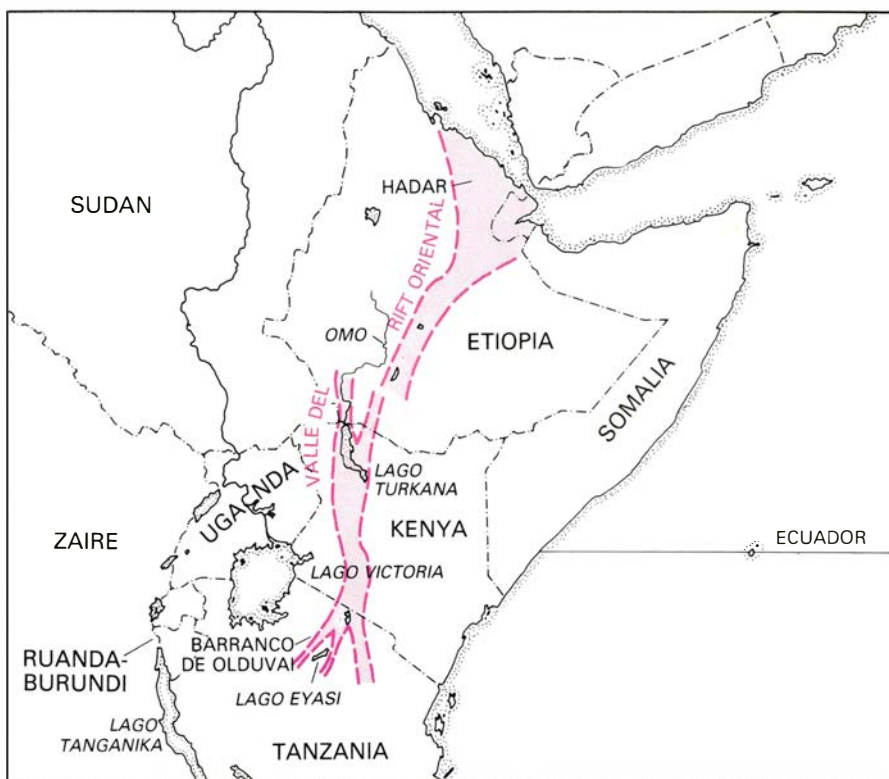 HADAR
SUDAN
RIFT ORIENTAL
OMO
ETIOPIA
SOMALIA
VALLE DEL
LAGO
TURKANA
UGANDA
KENYA
ZAIRE
ECUADOR
LAGO VICTORIA
BARRANCO
DE OLDUVAI
RUANDA-
BURUNDI
LAGO EYASI
LAGO
TANGANIKA
TANZANIA